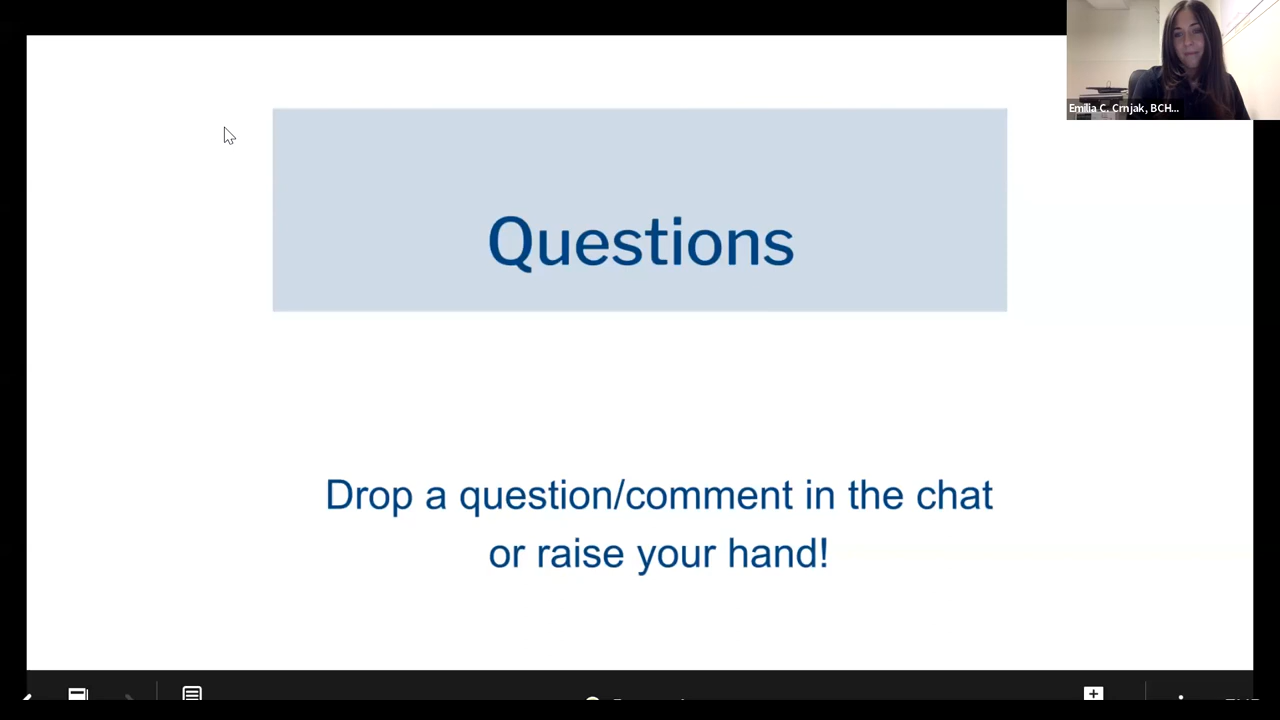 Emilia C. Crnjak, BCH...
Questions
Drop a question/comment in the chat
or raise your hand!